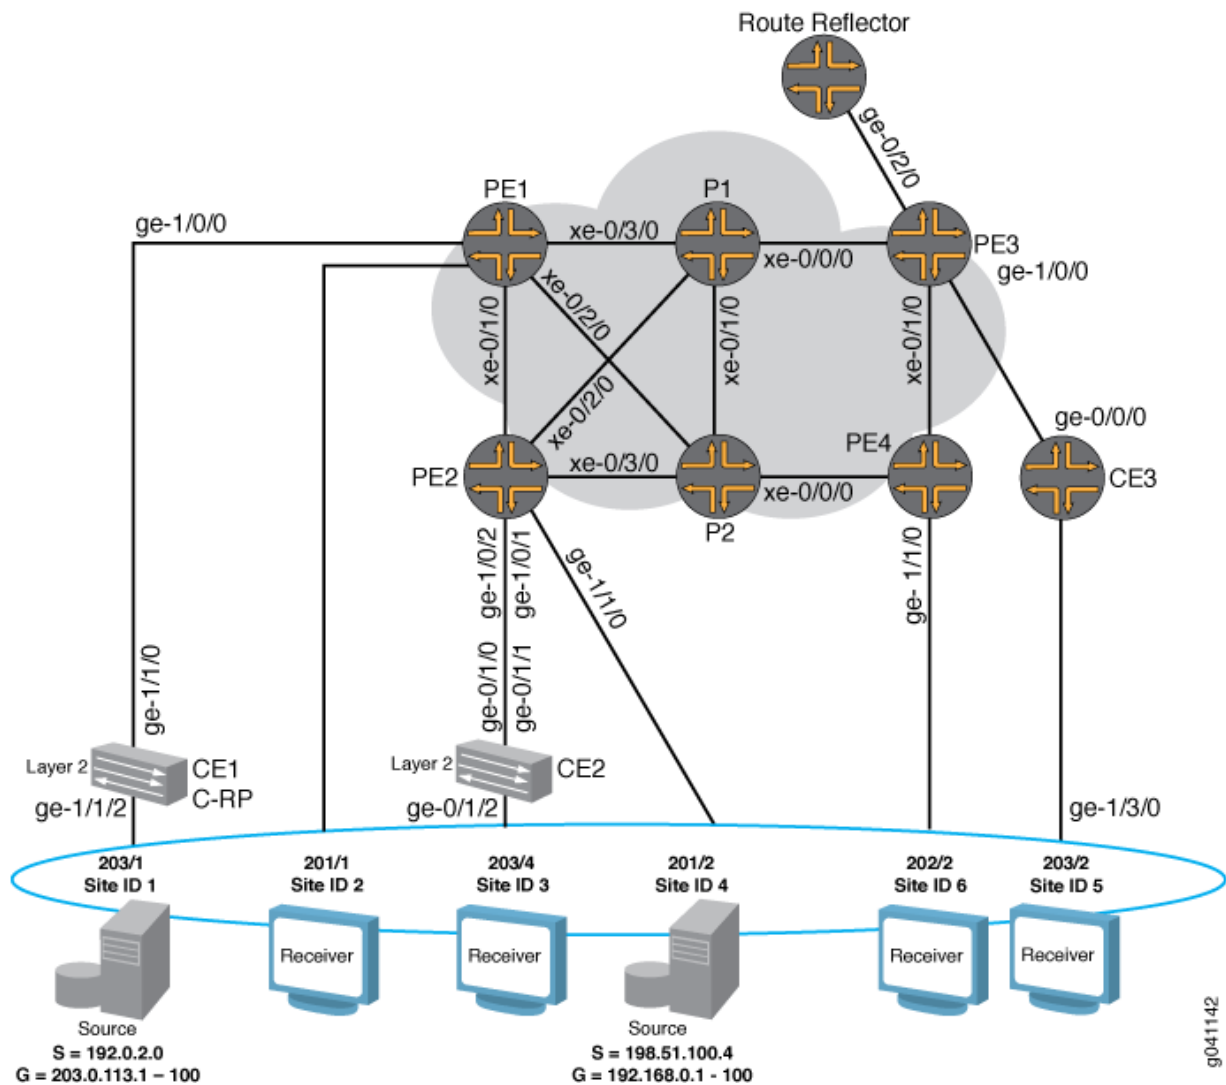 Route Reflector
ge-0/2/0
PE1
P1
ge-1/0/0
xe-0/3/0
xe-0/0/0
PE3
ge-1/0/0
xe-0/2/0
xe-0/1/0
xe-0/1/0
xe-0/1/0
xe-0/2/0
ge-0/0/0
PE4
PE2
xe-0/3/0
xe-0/0/0
CE3
P2
ge-1/0/2
ge-1/0/1
ge-1/1/0
ge- 1/1/0
ge-1/1/0
ge-0/1/0
ge-0/1/1
Layer 2
CE1
C-RP
Layer 2
CE2
ge-1/1/2
ge-0/1/2
ge-1/3/0
203/1
Site ID 1
201/1
Site ID 2
203/4
Site ID 3
201/2
Site ID 4
202/2
Site ID 6
203/2
Site ID 5
Receiver
Receiver
Receiver
Receiver
Source
S = 192.0.2.0
G = 203.0.113.1 – 100
Source
S = 198.51.100.4
G = 192.168.0.1 - 100
g041142